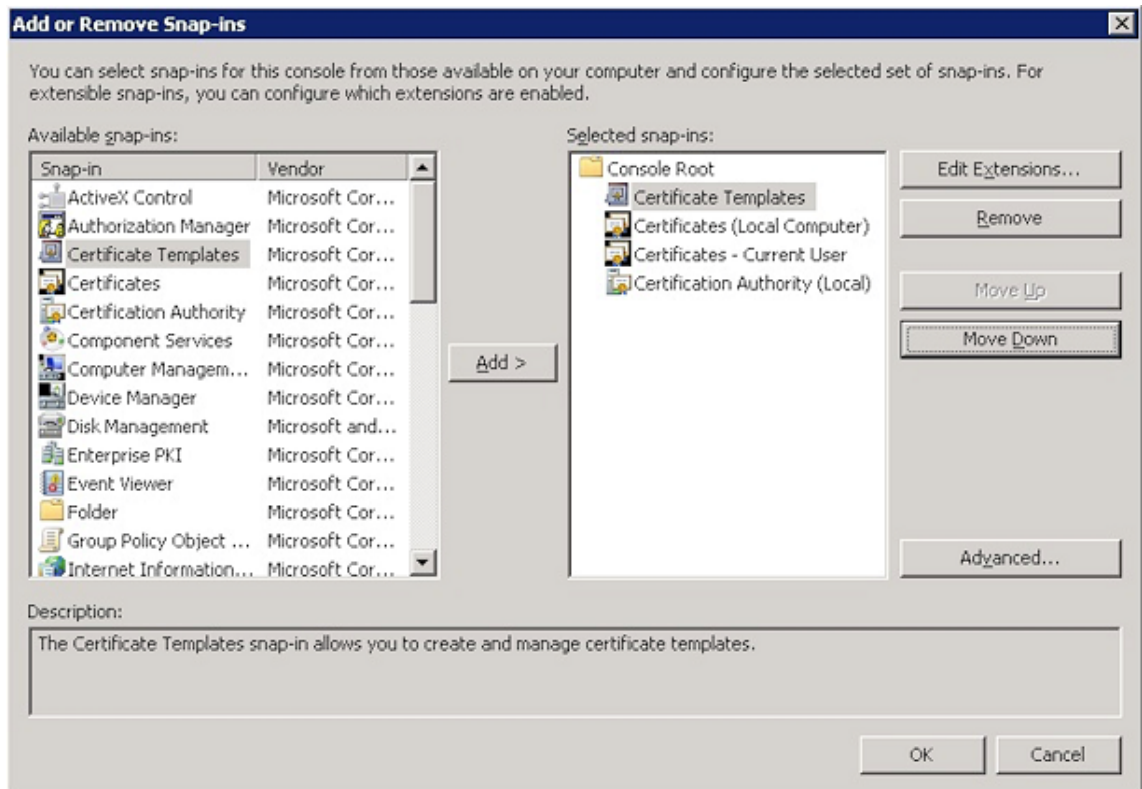 Add or Remove Snap-ins
You can select snap-ins for this console from those available on your computer and configure the selected set of snap-ins. For
extensible snap-ins, you can configure which extensions are enabled.
Available snap-ins:
Snap-in Vendor
ActiveX Control Microsoft Cor...
Authorization Manager Microsoft Cor...
Certificate Templates Microsoft Cor...
Certificates Microsoft Cor...
Certification Authority Microsoft Cor...
Component Services Microsoft Cor...
Computer Managem... Microsoft Cor...
Device Manager Microsoft Cor...
Disk Management Microsoft and...
Enterprise PKI Microsoft Cor...
Event Viewer Microsoft Cor...
Folder Microsoft Cor...
Group Policy Object ... Microsoft Cor...
Internet Information... Microsoft Cor...
Add >
Selected snap-ins:
Console Root
Certificate Templates
Certificates (Local Computer)
Certificates - Current User
Certification Authority (Local)
Edit Extensions...
Remove
Move Up
Move Down
Advanced...
Description:
The Certificate Templates snap-in allows you to create and manage certificate templates.
OK
Cancel